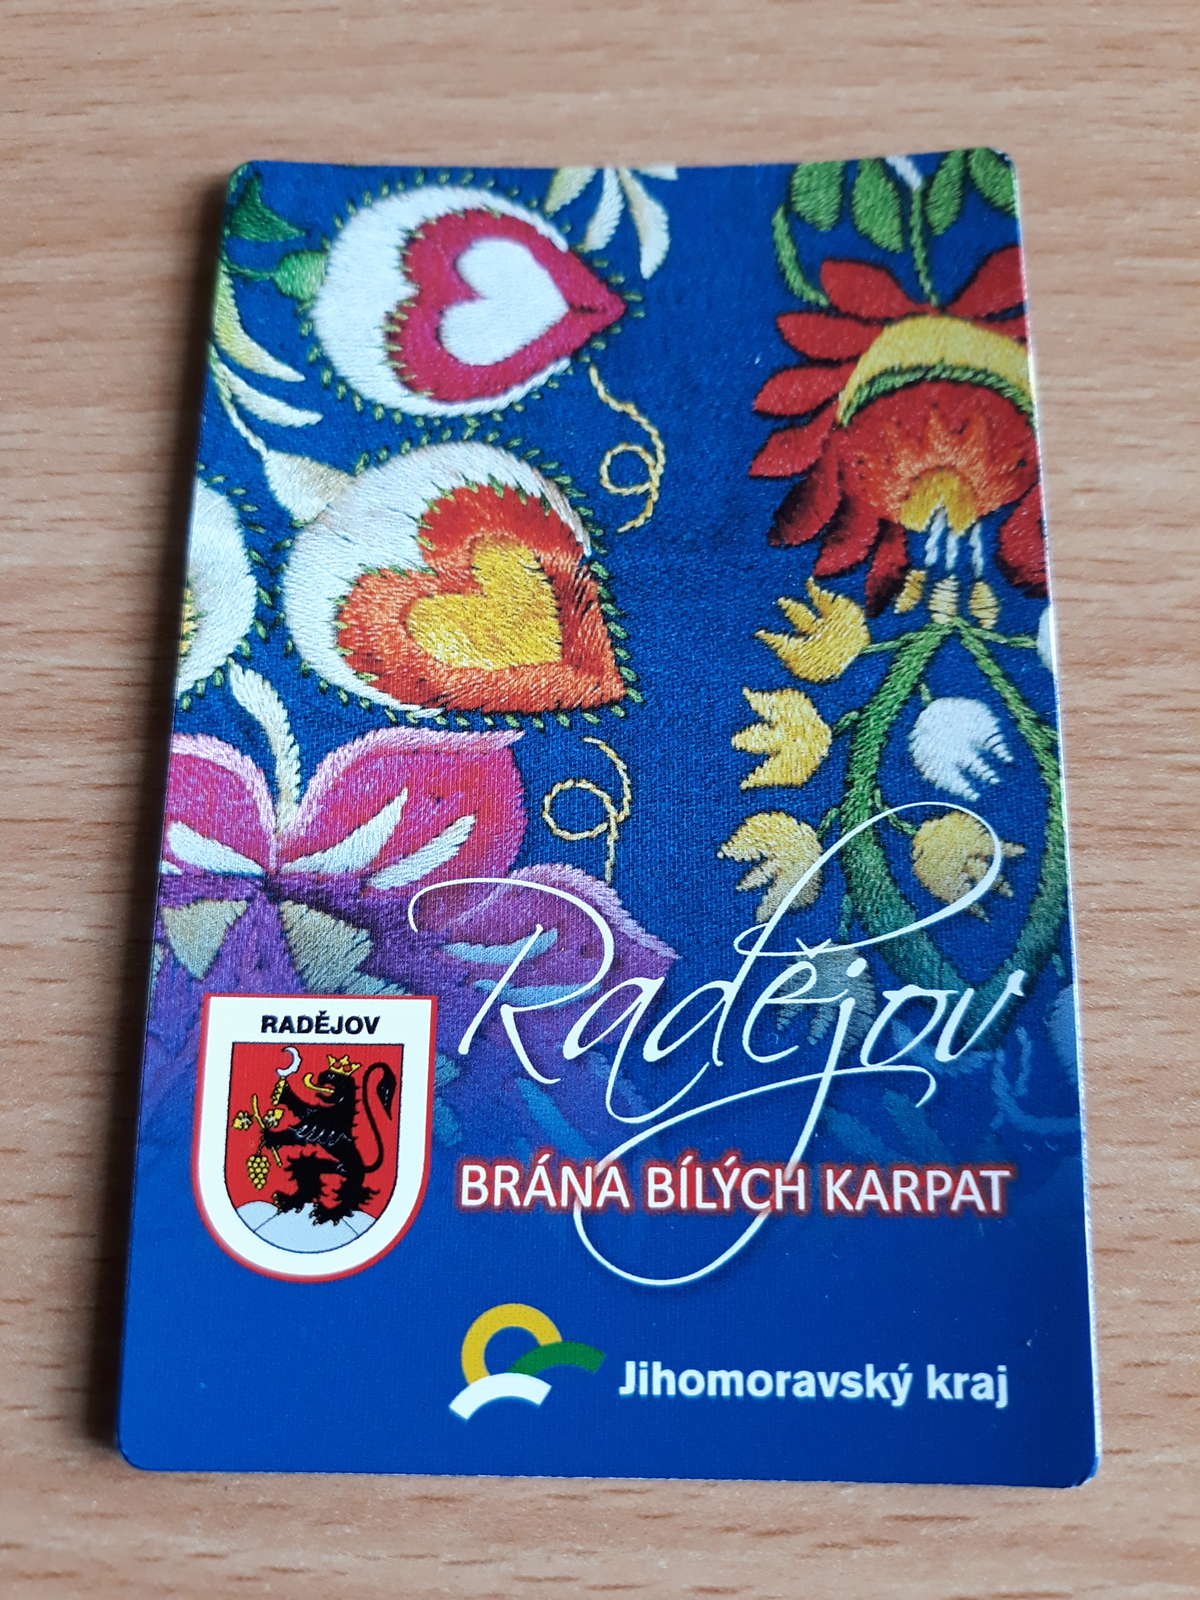 Radějov
RADĚJOV
BRÁNA BÍLÝCH KARPAT
Jihomoravský kraj